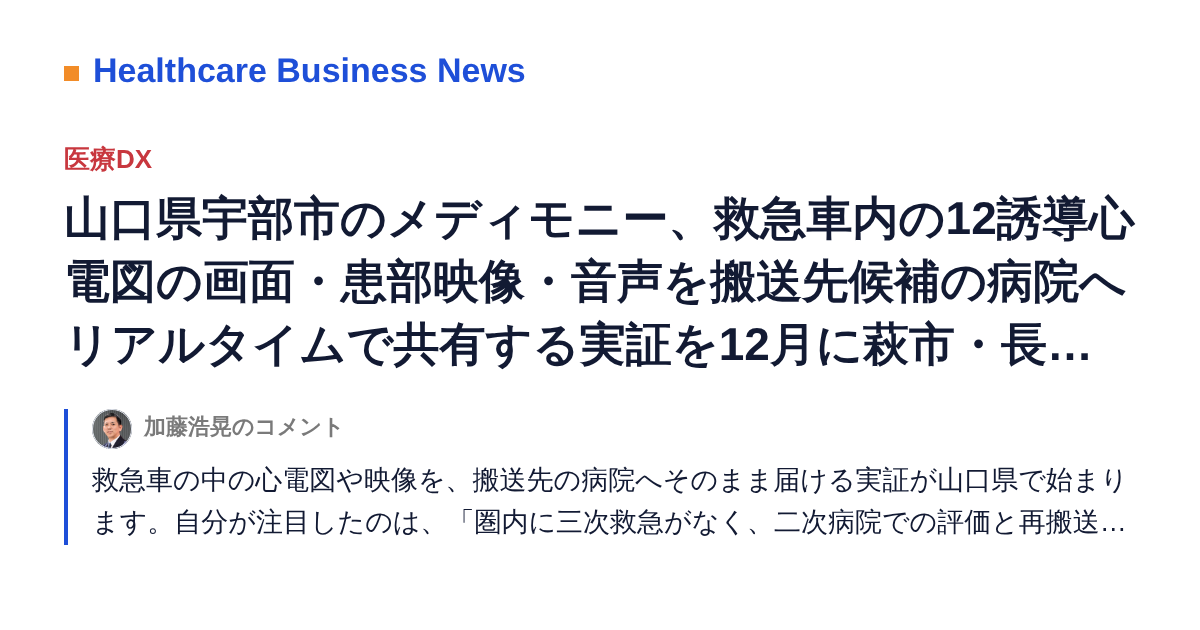 Healthcare Business News
医療DX
山口県宇部市のメディモニー、救急車内の12誘導心
電図の画面・患部映像・音声を搬送先候補の病院へ
リアルタイムで共有する実証を12月に萩市・長…
加藤浩晃のコメント
救急車の中の心電図や映像を、搬送先の病院へそのまま届ける実証が山口県で始まり
ます。自分が注目したのは、「圏内に三次救急がなく、二次病院での評価と再搬送…